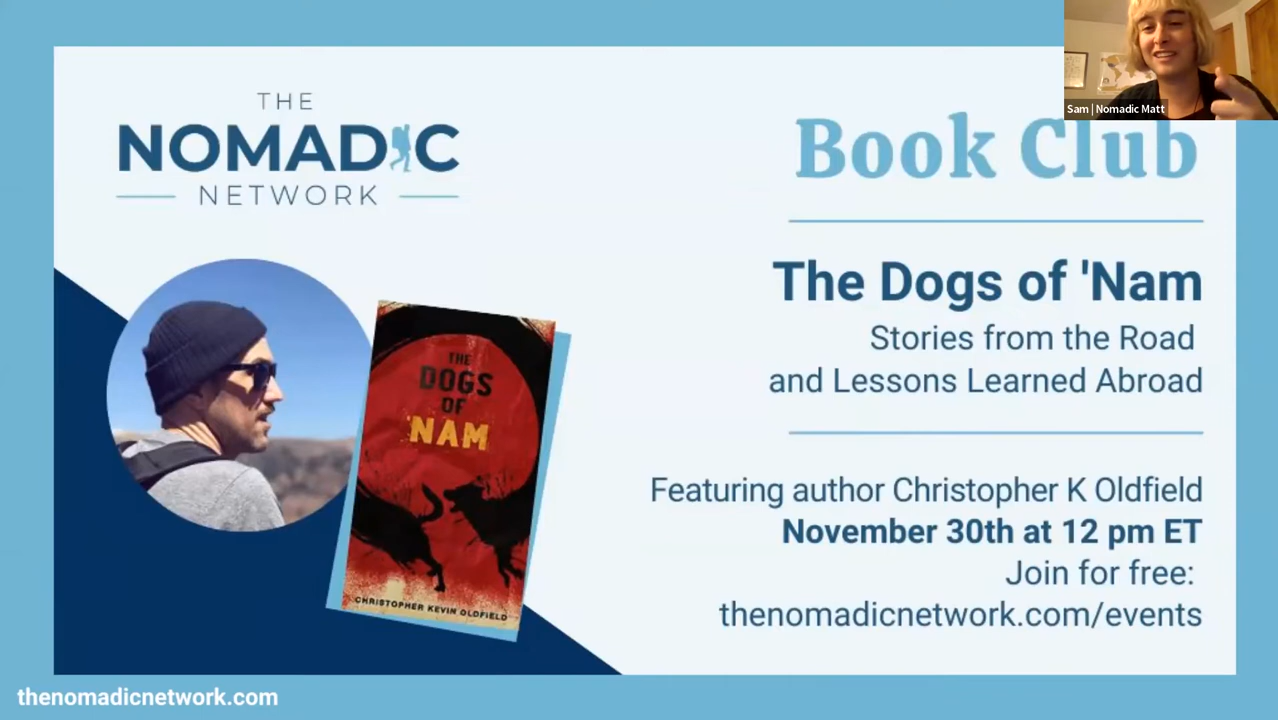 THE
NOMADIC
NETWORK
Book Club
The Dogs of 'Nam
Stories from the Road
and Lessons Learned Abroad
Featuring author Christopher K Oldfield
November 30th at 12 pm ET
Join for free:
thenomadicnetwork.com/events
THE
DOGS
OF
'NAM
CHRISTOPHER KEVIN OLDFIELD
Sam | Nomadic Matt
thenomadicnetwork.com